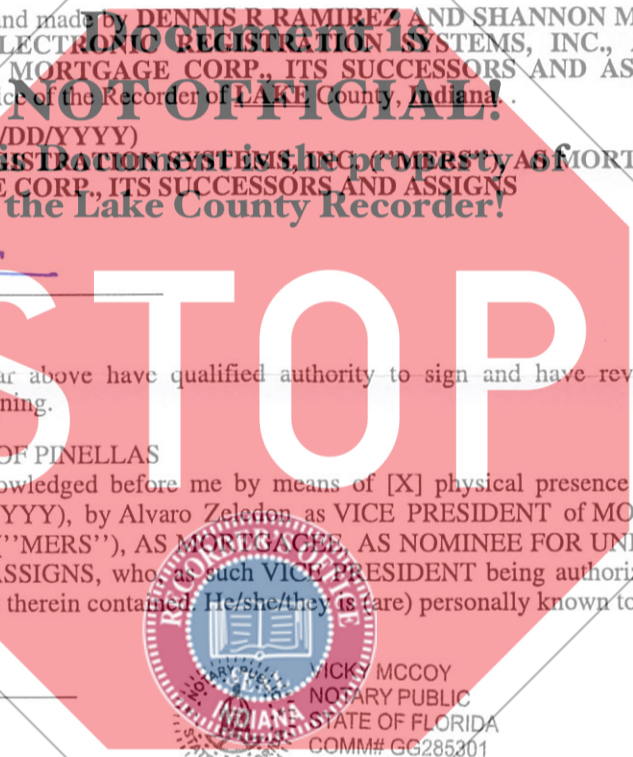 and made by DENNIS R RAMIREZ AND SHANNON M
Document is
LECTRONIC REGISTRATION SYSTEMS, INC.,
MORTGAGE CORP., ITS SUCCESSORS AND AS
NOT OFFICIAL!
ice of the Recorder of LAKE County, Indiana. .
/DD/YYYY)
is Document is the property of
GISTRATION SYSTEMS, INC. (''MERS''), AS MORT
E CORP., ITS SUCCESSORS AND ASSIGNS
the Lake County Recorder!
STOP
ar above have qualified authority to sign and have rev
ning.
OF PINELLAS
owledged before me by means of [X] physical presence
YYY), by Alvaro Zeledon as VICE PRESIDENT of MO
(''MERS''), AS MORTGAGEE, AS NOMINEE FOR UNI
ASSIGNS, who, as such VICE PRESIDENT being authoriz
therein contained. He/she/they is (are) personally known to
INDIANA
VICKY MCCOY
NOTARY PUBLIC
STATE OF FLORIDA
COMM# GG285301